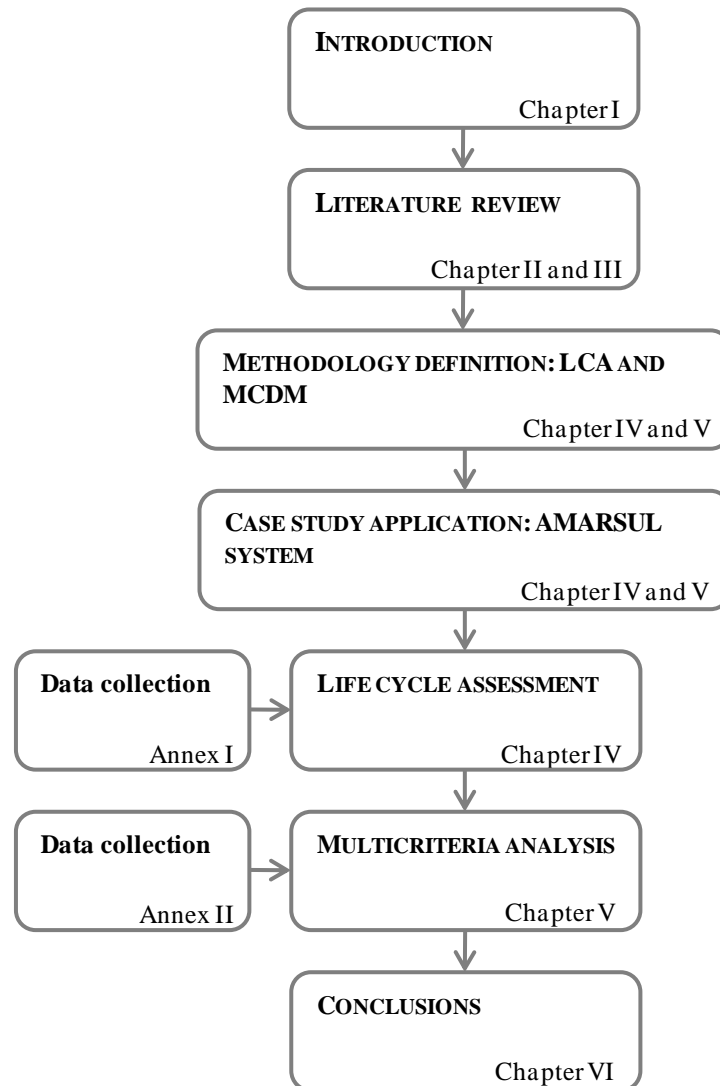 INTRODUCTION
Chapter I
LITERATURE REVIEW
Chapter II and III
METHODOLOGY DEFINITION: LCA AND
MCDM
Chapter IV and V
CASE STUDY APPLICATION: AMARSUL
SYSTEM
Chapter IV and V
Data collection
Annex I
LIFE CYCLE ASSESSMENT
Chapter IV
Data collection
Annex II
MULTICRITERIA ANALYSIS
Chapter V
CONCLUSIONS
Chapter VI